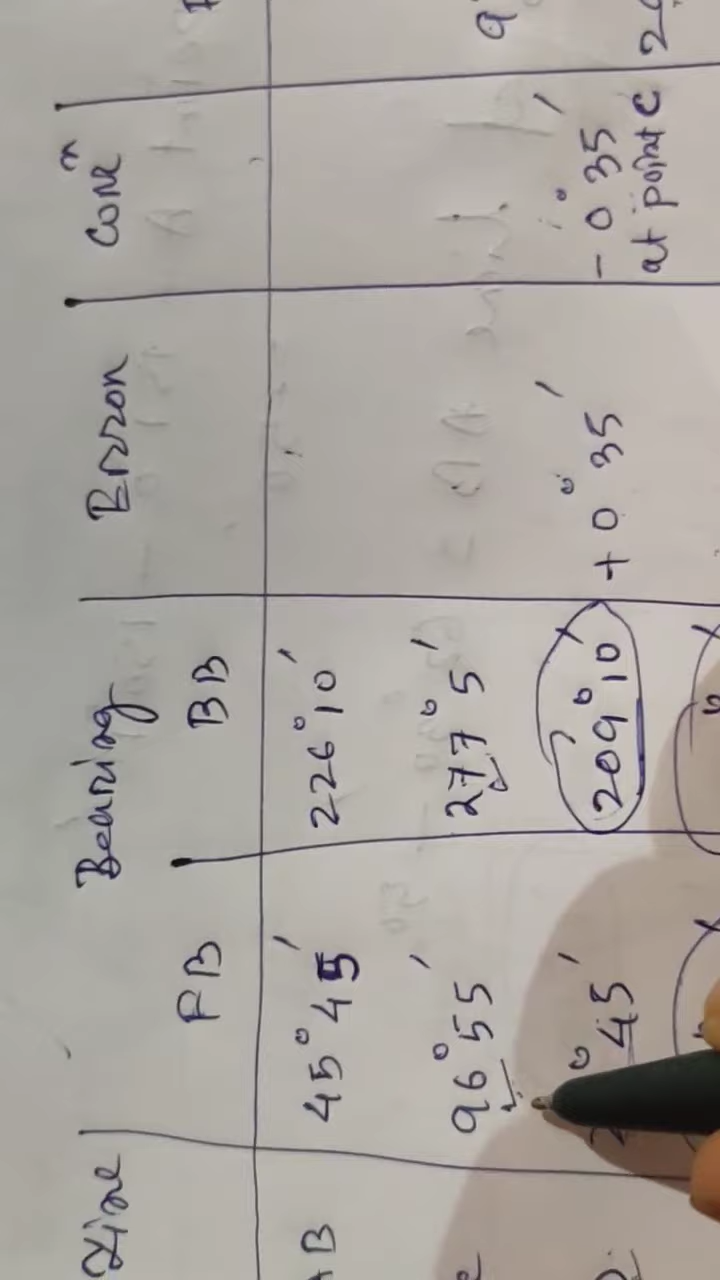 Line Bearing Error Corrⁿ
FB BB
AB 45°45' 226°10'
96°55' 277°5'
45' 209°10' +0°35' -0°35' 
at point C